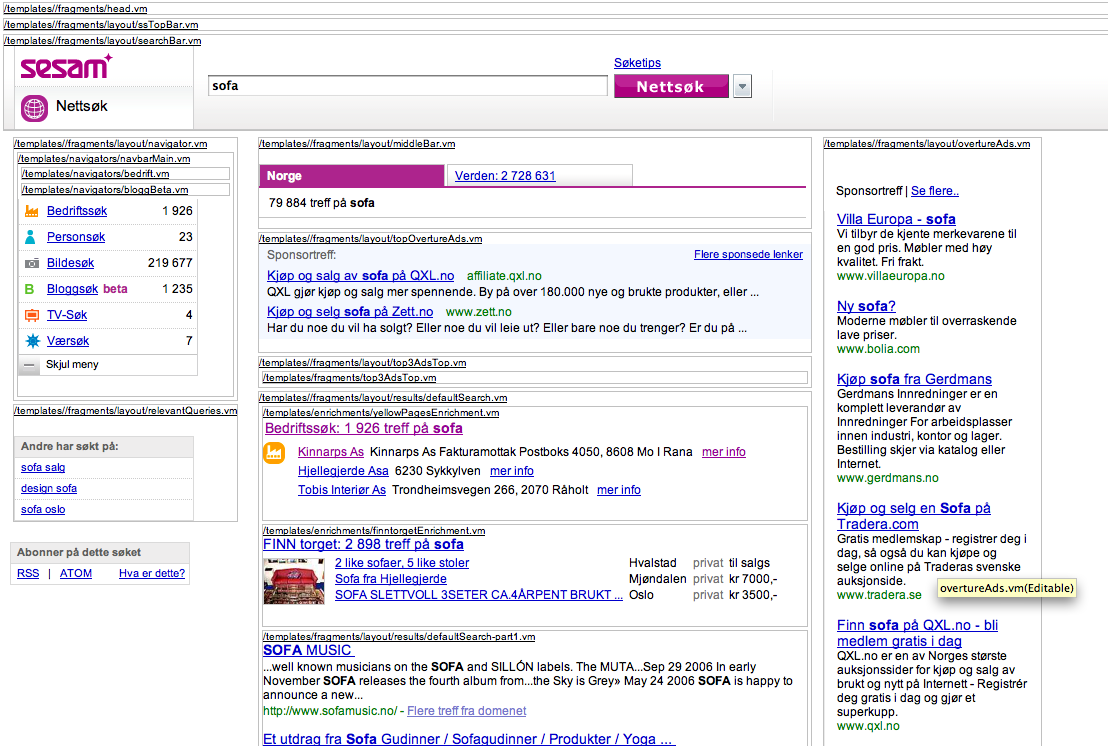 /templates//fragments/head.vm
/templates//fragments/layout/ssTopBar.vm
/templates//fragments/layout/searchBar.vm
sesam
Nettsøk
sofa
Søketips
Nettsøk
/templates//fragments/layout/navigator.vm
/templates/navigators/navbarMain.vm
/templates/navigators/bedrift.vm
/templates/navigators/bloggBeta.vm
Bedriftssøk 1 926
Personsøk 23
Bildesøk 219 677
Bloggsøk beta 1 235
TV-Søk 4
Værsøk 7
Skjul meny
/templates//fragments/layout/relevantQueries.vm
Andre har søkt på:
sofa salg
design sofa
sofa oslo
Abonner på dette søket
RSS | ATOM Hva er dette?
/templates//fragments/layout/middleBar.vm
Norge
Verden: 2 728 631
79 884 treff på sofa
/templates//fragments/layout/topOvertureAds.vm
Sponsortreff: Flere sponsede lenker
Kjøp og salg av sofa på QXL.no affiliate.qxl.no
QXL gjør kjøp og salg mer spennende. By på over 180.000 nye og brukte produkter, eller ...
Kjøp og selg sofa på Zett.no www.zett.no
Har du noe du vil ha solgt? Eller noe du vil leie ut? Eller bare noe du trenger? Er du på ...
/templates//fragments/layout/top3AdsTop.vm
/templates/fragments/top3AdsTop.vm
/templates//fragments/layout/results/defaultSearch.vm
/templates/enrichments/yellowPagesEnrichment.vm
Bedriftssøk: 1 926 treff på sofa
Kinnarps As Kinnarps As Fakturamottak Postboks 4050, 8608 Mo I Rana mer info
Hjellegjerde Asa 6230 Sykkylven mer info
Tobis Interiør As Trondheimsvegen 266, 2070 Råholt mer info
/templates/enrichments/finntorgetEnrichment.vm
FINN torget: 2 898 treff på sofa
2 like sofaer, 5 like stoler Hvalstad privat til salgs
Sofa fra Hjellegjerde Mjøndalen privat kr 7000,-
SOFA SLETTVOLL 3SETER CA.4ÅRPENT BRUKT ... Oslo privat kr 3500,-
/templates//fragments/layout/results/defaultSearch-part1.vm
SOFA MUSIC
...well known musicians on the SOFA and SILLÓN labels. The MUTA...Sep 29 2006 In early
November SOFA releases the fourth album from...the Sky is Grey» May 24 2006 SOFA is happy to
announce a new...
http://www.sofamusic.no/ - Flere treff fra domenet
Et utdrag fra Sofa Gudinner / Sofagudinner / Produkter / Yoga ...
/templates//fragments/layout/overtureAds.vm
Sponsortreff | Se flere..
Villa Europa - sofa
Vi tilbyr de kjente merkevarene til
en god pris. Møbler med høy
kvalitet. Fri frakt.
www.villaeuropa.no
Ny sofa?
Moderne møbler til overraskende
lave priser.
www.bolia.com
Kjøp sofa fra Gerdmans
Gerdmans Innredninger er en
komplett leverandør av
Innredninger For arbeidsplasser
innen industri, kontor og lager.
Bestilling skjer via katalog eller
Internet.
www.gerdmans.no
Kjøp og selg en Sofa på
Tradera.com
Gratis medlemskap - registrer deg i
dag, så også du kan kjøpe og
selge online på Traderas svenske
auksjonside.
www.tradera.se
overtureAds.vm(Editable)
Finn sofa på QXL.no - bli
medlem gratis i dag
QXL.no er en av Norges største
auksjonssider for kjøp og salg av
brukt og nytt på Internett - Registrér
deg gratis i dag og gjør et
superkupp.
www.qxl.no